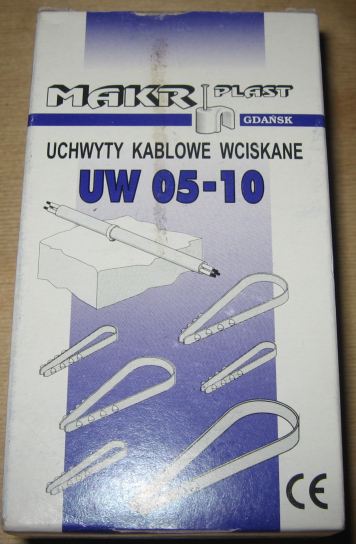 MAKR PLAST
GDAŃSK
UCHWYTY KABLOWE WCISKANE
UW 05-10
CE